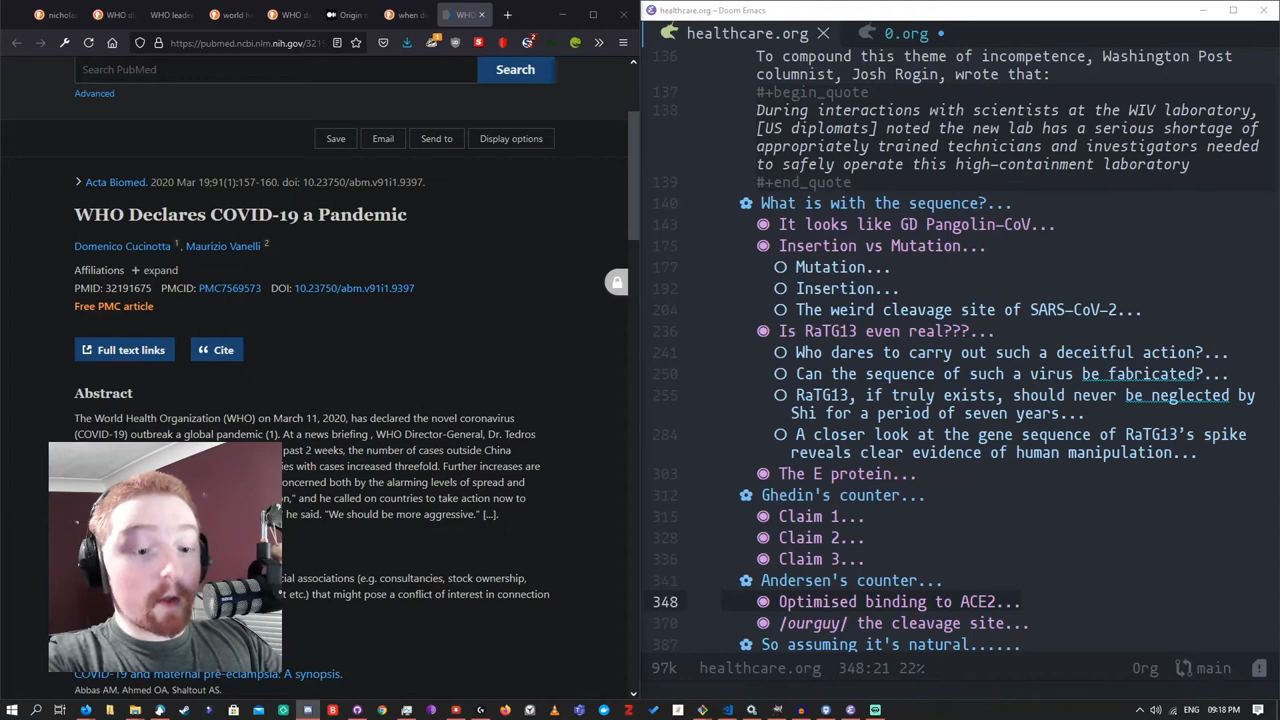 nichola
WHO di
WHO leade
world h
WHO di
Origin o
when di
WHO
healthcare.org – Doom Emacs
https://pubmed.ncbi.nlm.nih.gov/321
healthcare.org
0.org
Search PubMed
Search
Advanced
Save
Email
Send to
Display options
Acta Biomed. 2020 Mar 19;91(1):157-160. doi: 10.23750/abm.v91i1.9397.
WHO Declares COVID-19 a Pandemic
Domenico Cucinotta 1, Maurizio Vanelli 2
Affiliations + expand
PMID: 32191675 PMCID: PMC7569573 DOI: 10.23750/abm.v91i1.9397
Free PMC article
Full text links
Cite
Abstract
The World Health Organization (WHO) on March 11, 2020, has declared the novel coronavirus
(COVID-19) outbreak a global pandemic (1). At a news briefing , WHO Director-General, Dr. Tedros
past 2 weeks, the number of cases outside China
ies with cases increased threefold. Further increases are
oncerned both by the alarming levels of spread and
on," and he called on countries to take action now to
he said. "We should be more aggressive." [...].
cial associations (e.g. consultancies, stock ownership,
t etc.) that might pose a conflict of interest in connection
COVID-19 and maternal pre-eclampsia: A synopsis.
Abbas AM, Ahmed OA, Shaltout AS.
136 To compound this theme of incompetence, Washington Post
columnist, Josh Rogin, wrote that:
137 #+begin_quote
138 During interactions with scientists at the WIV laboratory,
[US diplomats] noted the new lab has a serious shortage of
appropriately trained technicians and investigators needed
to safely operate this high-containment laboratory
139 #+end_quote
140 What is with the sequence?...
143 It looks like GD Pangolin-CoV...
175 Insertion vs Mutation...
177 Mutation...
192 Insertion...
204 The weird cleavage site of SARS-CoV-2...
236 Is RaTG13 even real???...
241 Who dares to carry out such a deceitful action?...
250 Can the sequence of such a virus be fabricated?...
255 RaTG13, if truly exists, should never be neglected by
Shi for a period of seven years...
284 A closer look at the gene sequence of RaTG13's spike
reveals clear evidence of human manipulation...
303 The E protein...
312 Ghedin's counter...
315 Claim 1...
328 Claim 2...
336 Claim 3...
341 Andersen's counter...
348 Optimised binding to ACE2...
370 /ourguy/ the cleavage site...
387 So assuming it's natural......
97k healthcare.org 348:21 22% Org main
ENG 09:18 PM